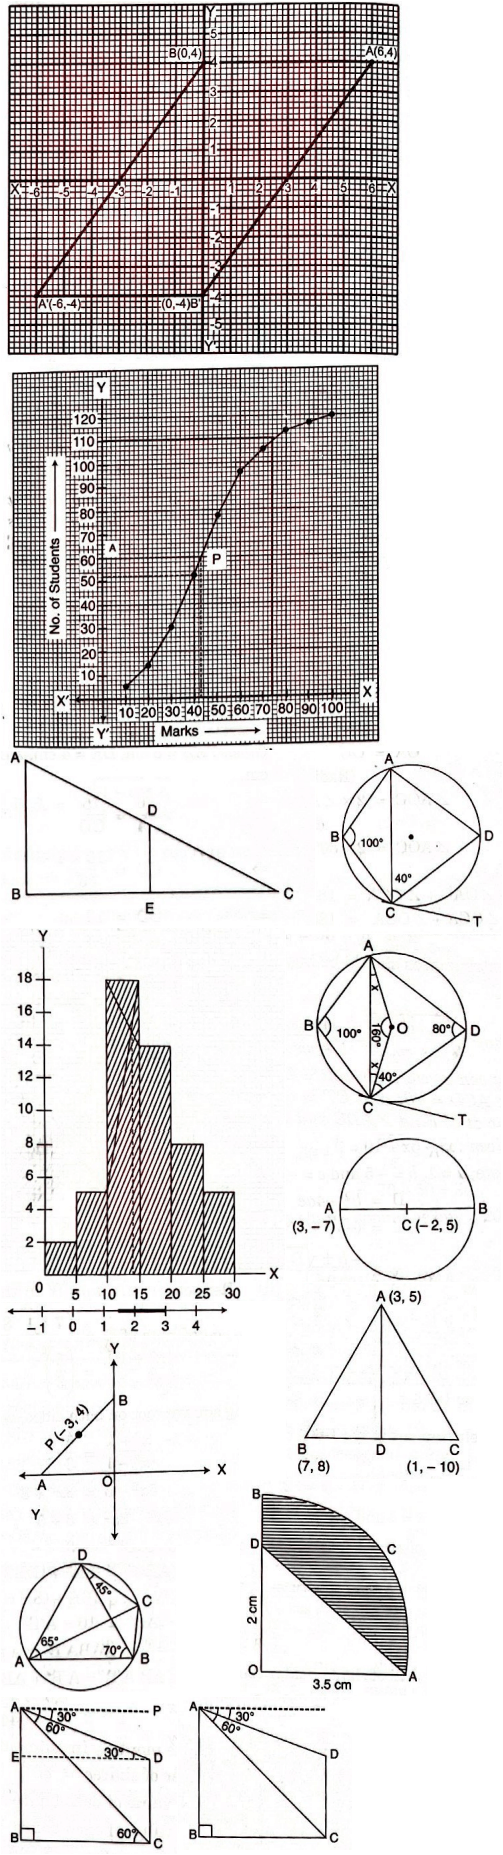 Y
5
B(0,4) 4 A(6,4)
3
2
1
X -6 -5 -4 -3 -2 -1 1 2 3 4 5 6 X
-1
-2
-3
-4
A'(-6,-4) (0,-4)B'
-5
Y'
Y
120
110
100
90
80
70
60
50
40
30
20
10
No. of Students
A
P
X' X
10 20 30 40 50 60 70 80 90 100
Y' Marks
A
D
B E C
A
B 100° D
40°
C
T
Y
18
16
14
12
10
8
6
4
2
0 5 10 15 20 25 30 X
-1 0 1 2 3 4
A
x
B 100° 160° O 80° D
x
40°
C
T
A B
(3, -7) C (-2, 5)
A (3, 5)
B D C
(7, 8) (1, -10)
Y
B
P(-3, 4)
A O X
Y
B
D
C
2 cm
O 3.5 cm A
D
45°
C
65°
70°
A B
A P
30°
60°
E 30° D
B 60° C
A
30°
60°
D
B C